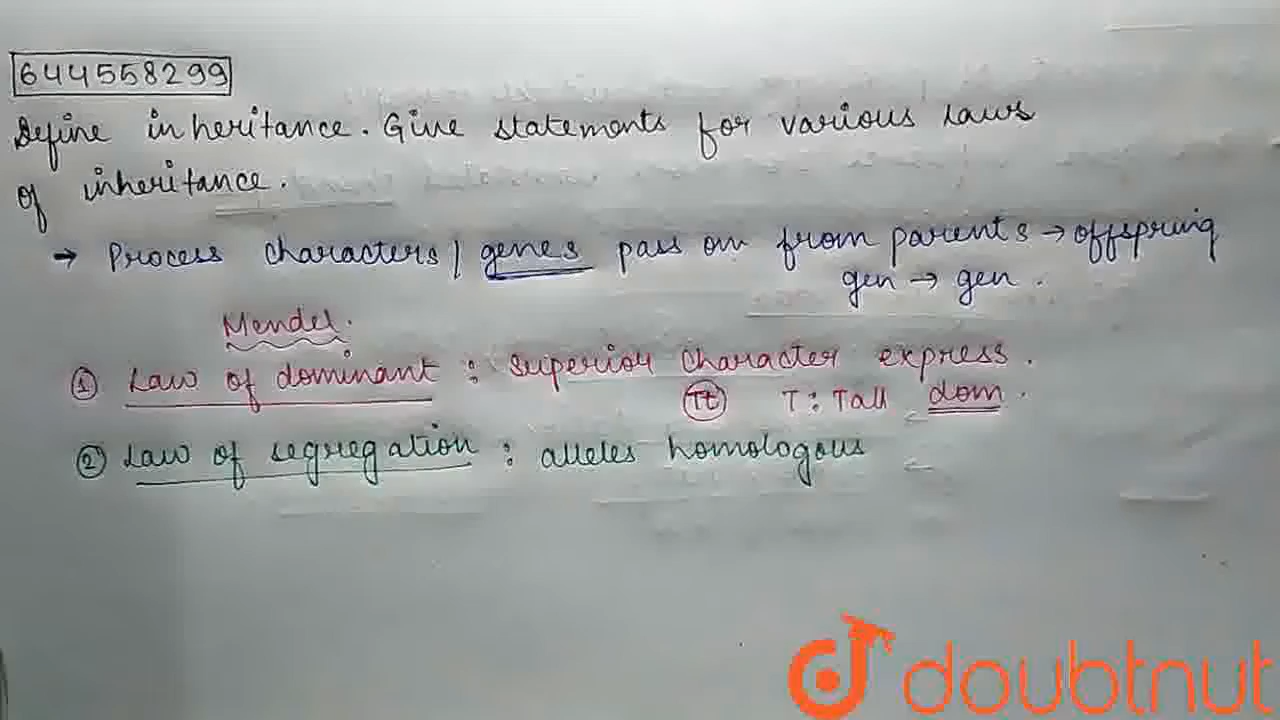 644558299
Define inheritance. Give statements for various laws
of inheritance.
→ Process characters/genes pass on from parents → offspring
gen → gen.
Mendel.
① Law of dominant : superior character express.
Tt T: Tall dom.
② Law of segregation : alleles homologous
doubtnut